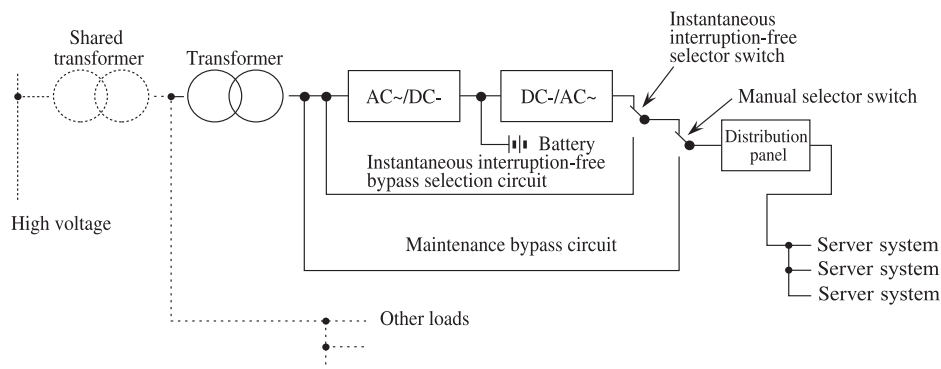 Instantaneous
interruption-free
selector switch
Shared
transformer
Transformer
AC~/DC-
DC-/AC~
Manual selector switch
Distribution
panel
Battery
Instantaneous interruption-free
bypass selection circuit
High voltage
Maintenance bypass circuit
Server system
Server system
Server system
Other loads